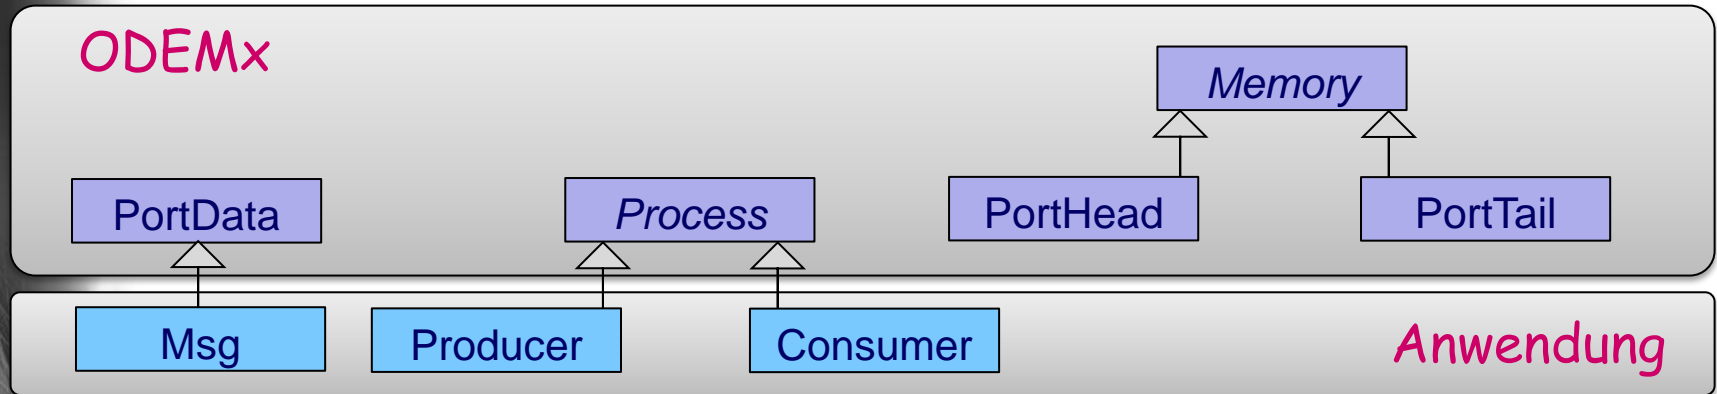 ODEMx
Memory
PortData
Process
PortHead
PortTail
Msg
Producer
Consumer
Anwendung